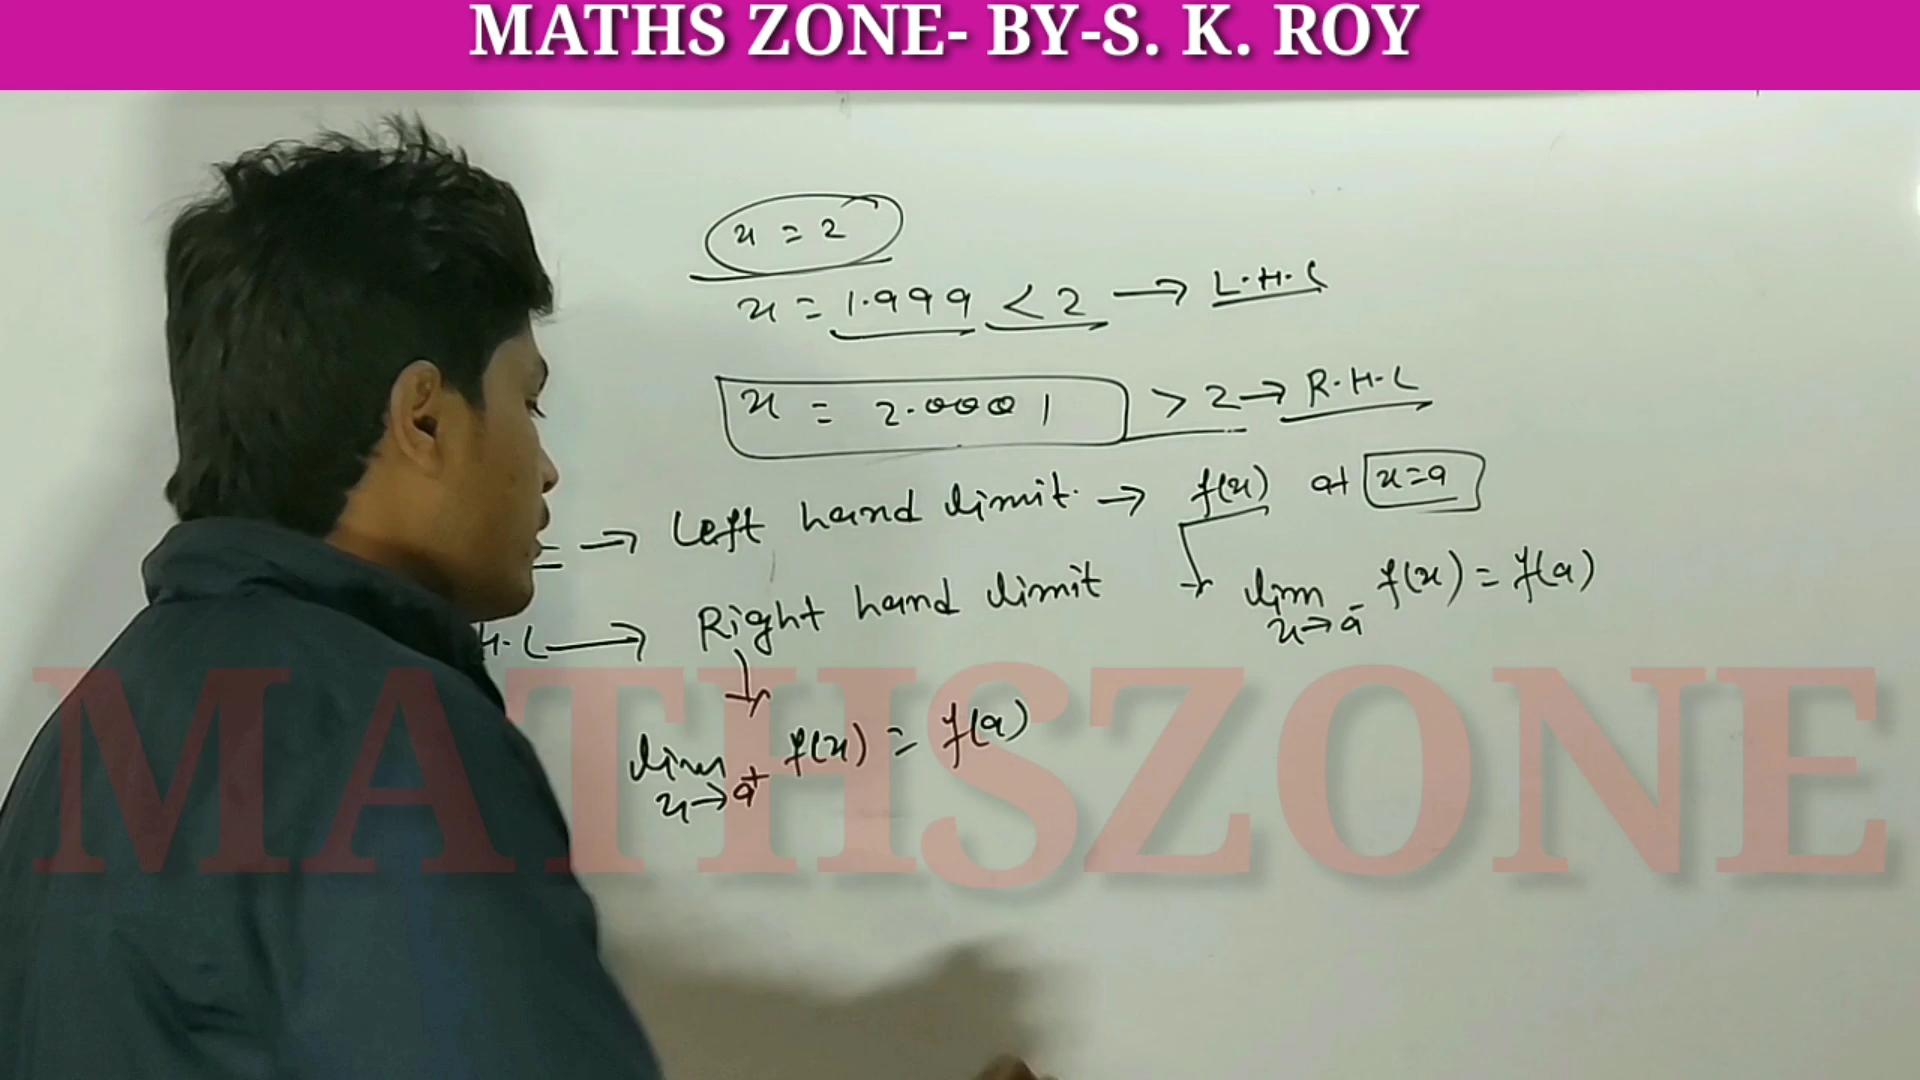 MATHS ZONE- BY-S. K. ROY
x = 2
x = 1.999 < 2 → L.H.L
x = 2.0001 > 2 → R.H.L
→ Left hand limit. → f(x) at x=a
lim x→a⁻ f(x) = f(a)
H.L → Right hand limit
lim x→a⁺ f(x) = f(a)
MATHSZONE